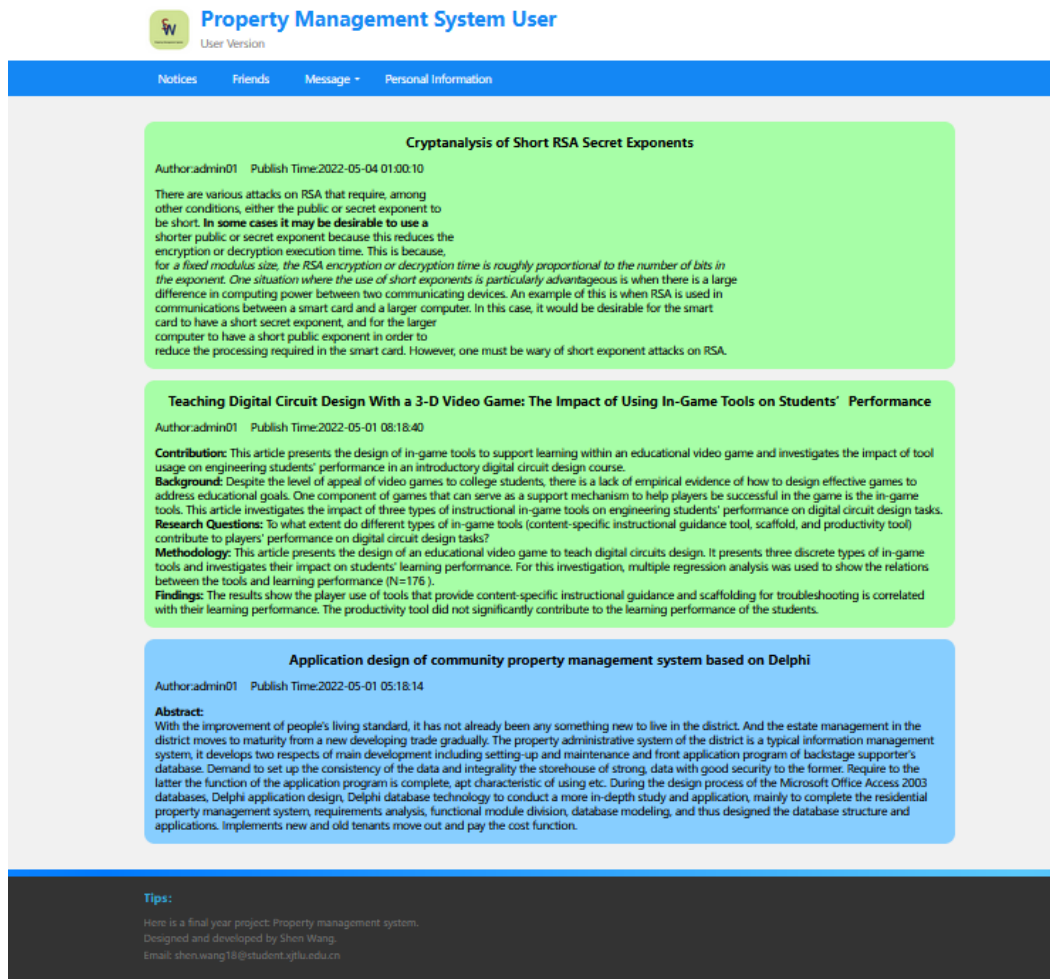 Property Management System User
User Version
Notices Friends Message Personal Information
Cryptanalysis of Short RSA Secret Exponents
Author:admin01 Publish Time:2022-05-04 01:00:10
There are various attacks on RSA that require, among
other conditions, either the public or secret exponent to
be short. In some cases it may be desirable to use a
shorter public or secret exponent because this reduces the
encryption or decryption execution time. This is because,
for a fixed modulus size, the RSA encryption or decryption time is roughly proportional to the number of bits in
the exponent. One situation where the use of short exponents is particularly advantageous is when there is a large
difference in computing power between two communicating devices. An example of this is when RSA is used in
communications between a smart card and a larger computer. In this case, it would be desirable for the smart
card to have a short secret exponent, and for the larger
computer to have a short public exponent in order to
reduce the processing required in the smart card. However, one must be wary of short exponent attacks on RSA.
Teaching Digital Circuit Design With a 3-D Video Game: The Impact of Using In-Game Tools on Students’ Performance
Author:admin01 Publish Time:2022-05-01 08:18:40
Contribution: This article presents the design of in-game tools to support learning within an educational video game and investigates the impact of tool
usage on engineering students' performance in an introductory digital circuit design course.
Background: Despite the level of appeal of video games to college students, there is a lack of empirical evidence of how to design effective games to
address educational goals. One component of games that can serve as a support mechanism to help players be successful in the game is the in-game
tools. This article investigates the impact of three types of instructional in-game tools on engineering students' performance on digital circuit design tasks.
Research Questions: To what extent do different types of in-game tools (content-specific instructional guidance tool, scaffold, and productivity tool)
contribute to players' performance on digital circuit design tasks?
Methodology: This article presents the design of an educational video game to teach digital circuits design. It presents three discrete types of in-game
tools and investigates their impact on students' learning performance. For this investigation, multiple regression analysis was used to show the relations
between the tools and learning performance (N=176 ).
Findings: The results show the player use of tools that provide content-specific instructional guidance and scaffolding for troubleshooting is correlated
with their learning performance. The productivity tool did not significantly contribute to the learning performance of the students.
Application design of community property management system based on Delphi
Author:admin01 Publish Time:2022-05-01 05:18:14
Abstract:
With the improvement of people's living standard, it has not already been any something new to live in the district. And the estate management in the
district moves to maturity from a new developing trade gradually. The property administrative system of the district is a typical information management
system, it develops two respects of main development including setting-up and maintenance and front application program of backstage supporter's
database. Demand to set up the consistency of the data and integrality the storehouse of strong, data with good security to the former. Require to the
latter the function of the application program is complete, apt characteristic of using etc. During the design process of the Microsoft Office Access 2003
databases, Delphi application design, Delphi database technology to conduct a more in-depth study and application, mainly to complete the residential
property management system, requirements analysis, functional module division, database modeling, and thus designed the database structure and
applications. Implements new and old tenants move out and pay the cost function.
Tips:
Here is a final year project: Property management system.
Designed and developed by Shen Wang.
Email: shen.wang18@student.xjtlu.edu.cn